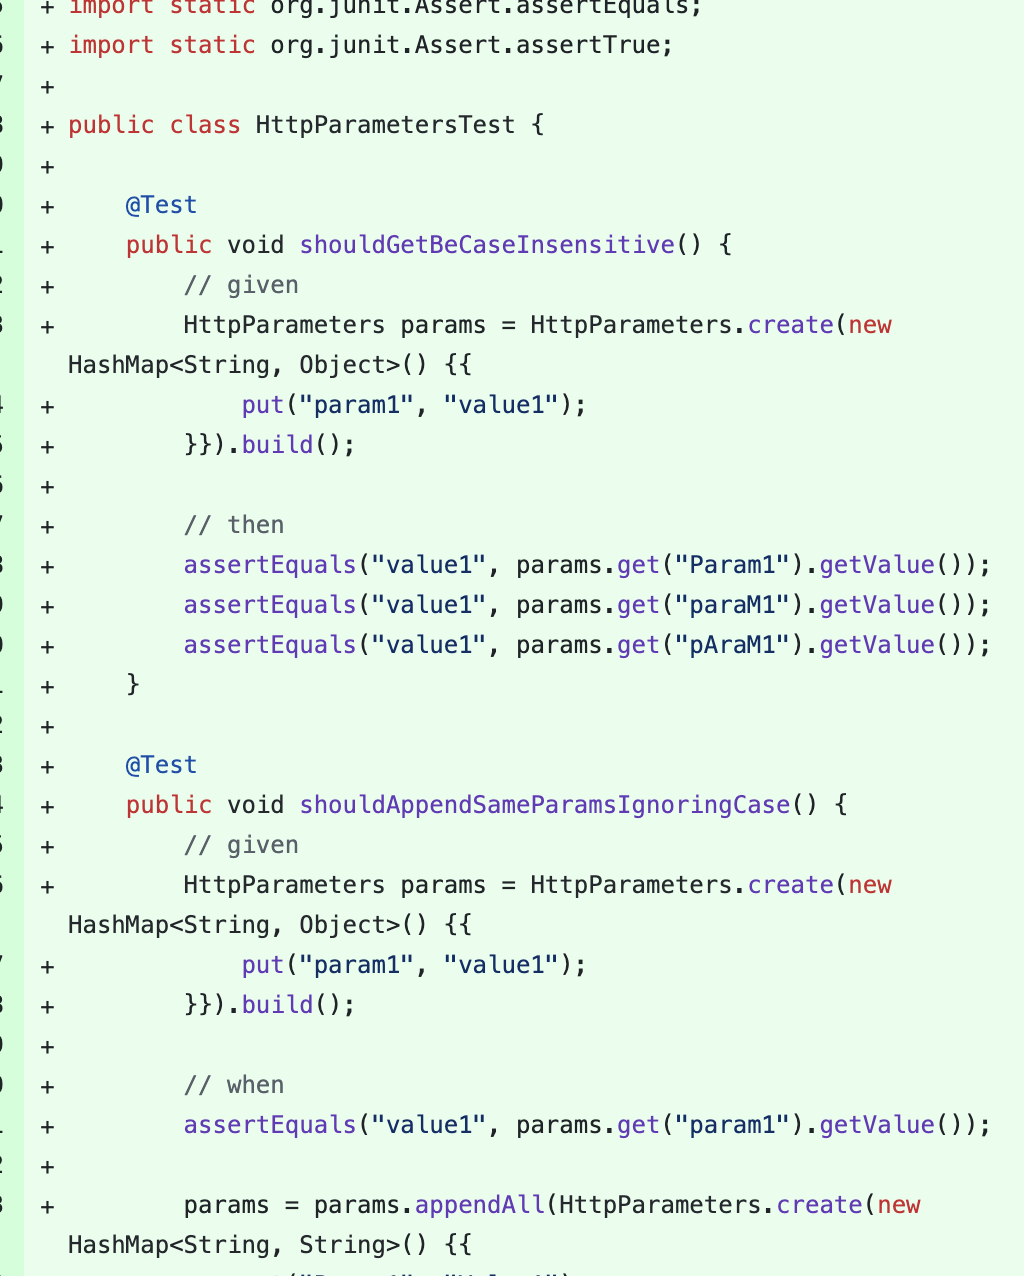 + import static org.junit.Assert.assertEquals;
+ import static org.junit.Assert.assertTrue;
+
+ public class HttpParametersTest {
+
+     @Test
+     public void shouldGetBeCaseInsensitive() {
+         // given
+         HttpParameters params = HttpParameters.create(new
HashMap<String, Object>() {{
+             put("param1", "value1");
+         }}).build();
+
+         // then
+         assertEquals("value1", params.get("Param1").getValue());
+         assertEquals("value1", params.get("paraM1").getValue());
+         assertEquals("value1", params.get("pAraM1").getValue());
+     }
+
+     @Test
+     public void shouldAppendSameParamsIgnoringCase() {
+         // given
+         HttpParameters params = HttpParameters.create(new
HashMap<String, Object>() {{
+             put("param1", "value1");
+         }}).build();
+
+         // when
+         assertEquals("value1", params.get("param1").getValue());
+
+         params = params.appendAll(HttpParameters.create(new
HashMap<String, String>() {{